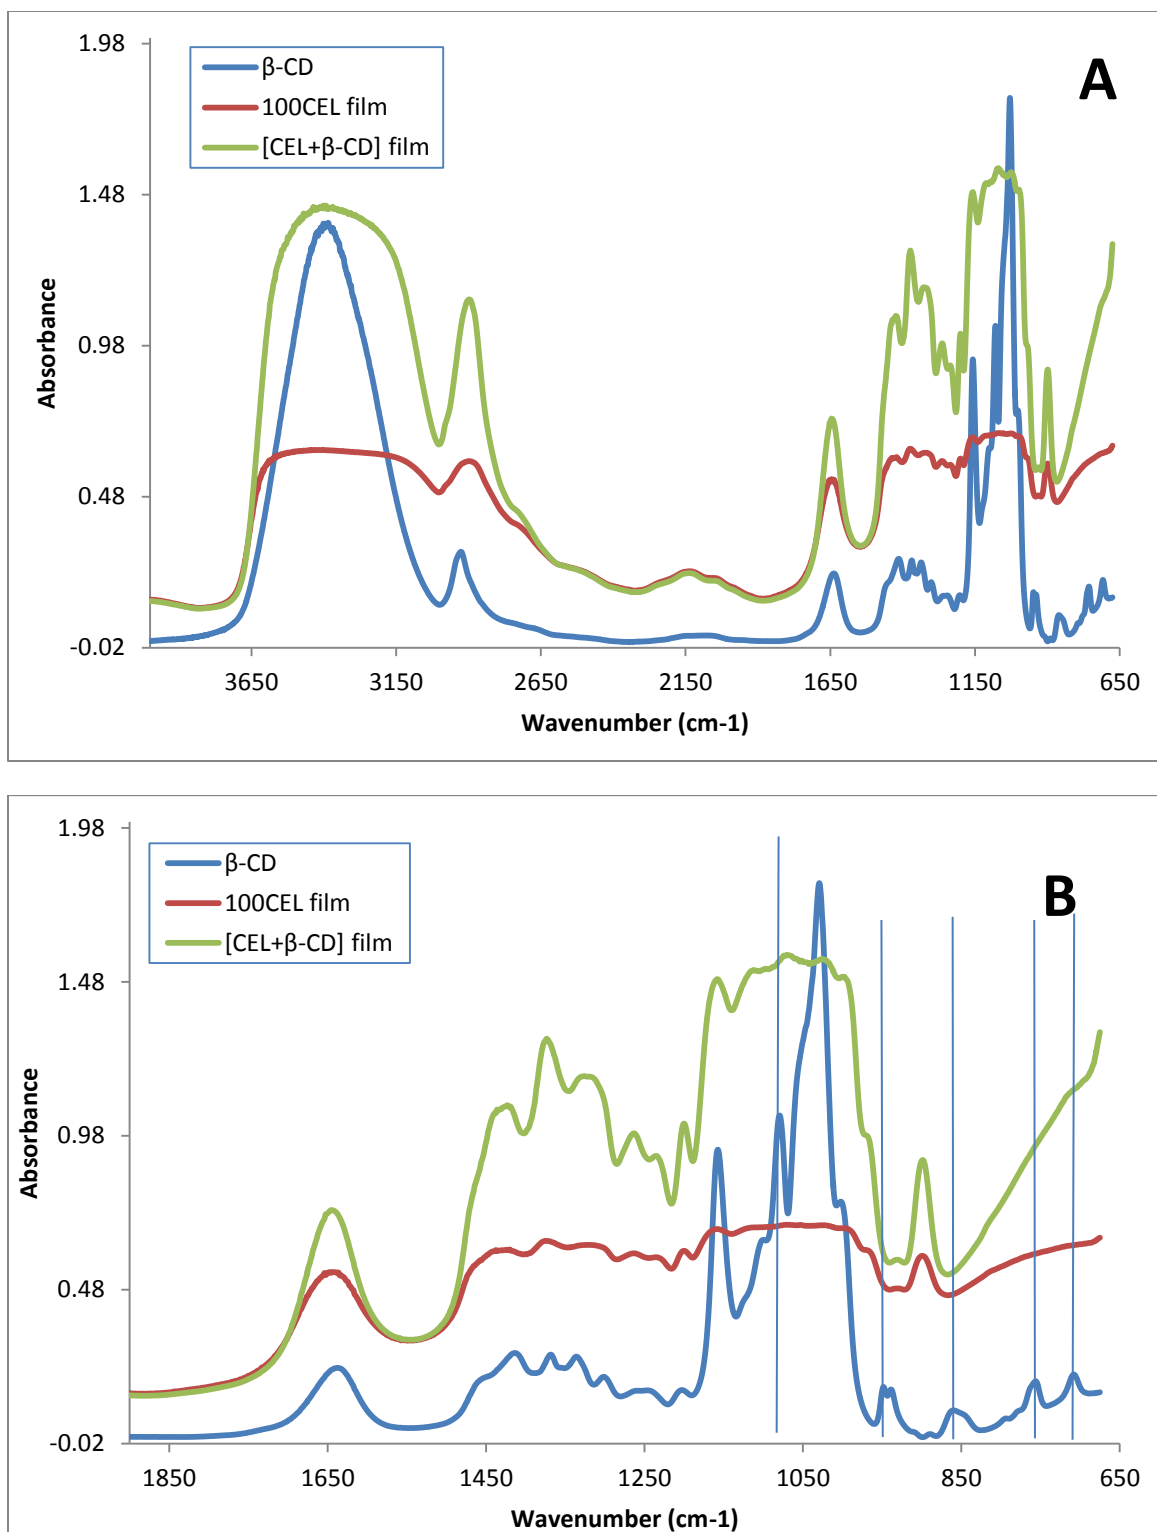 1.98
β-CD
100CEL film
[CEL+β-CD] film
A
1.48
0.98
0.48
-0.02
Absorbance
3650 3150 2650 2150 1650 1150 650
Wavenumber (cm-1)
1.98
β-CD
100CEL film
[CEL+β-CD] film
B
1.48
0.98
0.48
-0.02
Absorbance
1850 1650 1450 1250 1050 850 650
Wavenumber (cm-1)